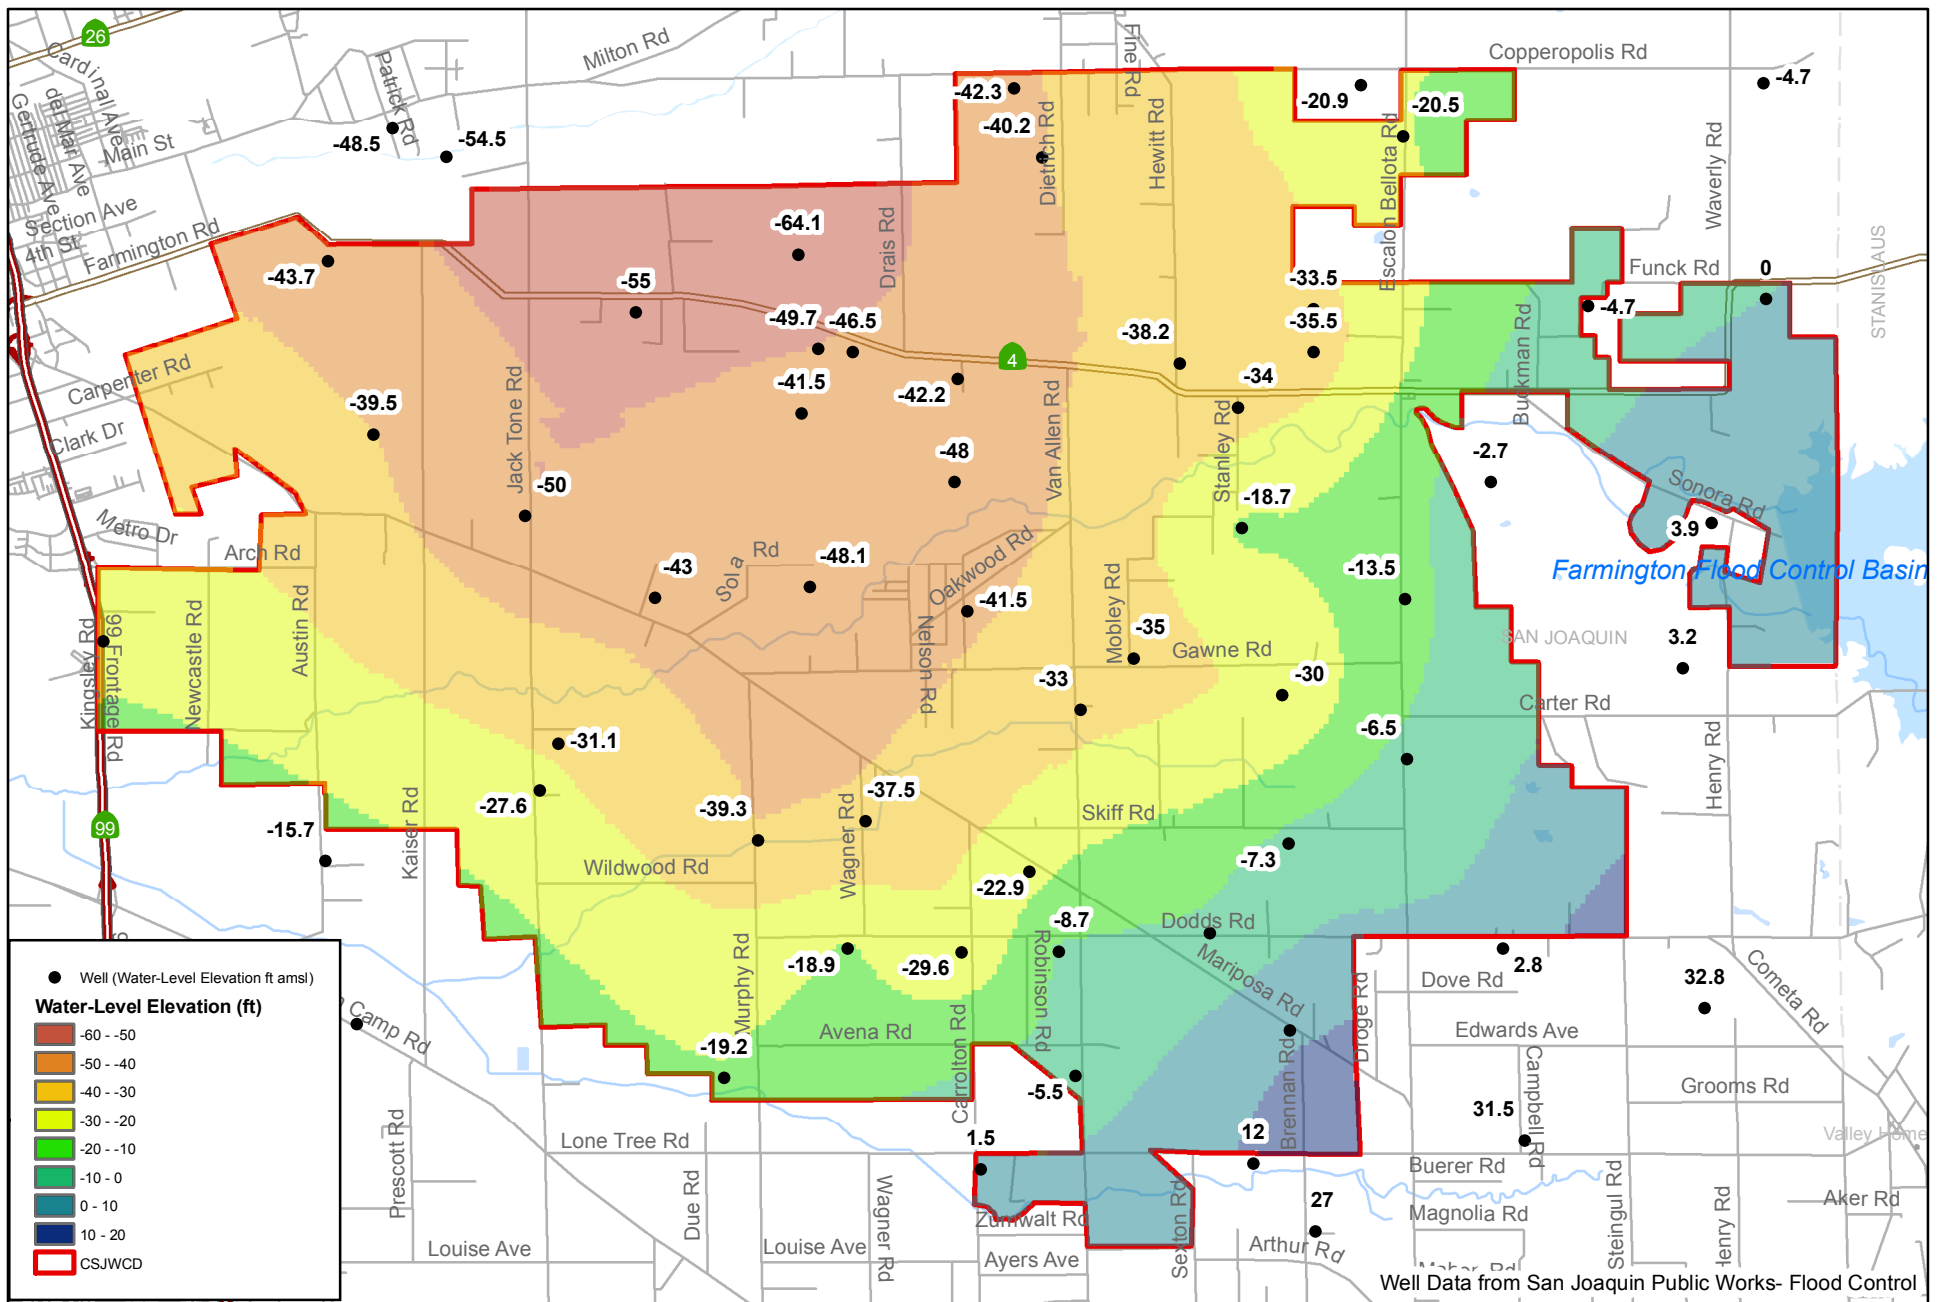 26
Cardinal Ave
del Mar Ave
Gertrude Ave
Main St
Section Ave
4th St
Farmington Rd
Patrick Rd
Milton Rd
-48.5
-54.5
-42.3
-40.2
Dietrich Rd
Fine Rd
Hewitt Rd
-20.9
Escalon Bellota Rd
-20.5
Copperopolis Rd
-4.7
Waverly Rd
STANISLAUS
-64.1
Drais Rd
-43.7
-55
-49.7
-46.5
-33.5
-35.5
-38.2
Funck Rd
0
-4.7
Buckman Rd
4
Carpenter Rd
Clark Dr
-39.5
Jack Tone Rd
-41.5
-42.2
Van Allen Rd
-34
Stanley Rd
-48
-50
-18.7
-2.7
Sonora Rd
3.9
Farmington Flood Control Basin
Metro Dr
Arch Rd
-43
Sola Rd
-48.1
Oakwood Rd
-41.5
-13.5
Mobley Rd
-35
Gawne Rd
SAN JOAQUIN
3.2
Kingsley Rd
99 Frontage Rd
Newcastle Rd
Austin Rd
Nelson Rd
-33
-30
Carter Rd
-6.5
Henry Rd
-31.1
-27.6
-39.3
-37.5
Wagner Rd
Skiff Rd
99
-15.7
Kaiser Rd
Wildwood Rd
-22.9
-7.3
-8.7
Dodds Rd
Mariposa Rd
-18.9
-29.6
Robinson Rd
Murphy Rd
Avena Rd
-19.2
Carrolton Rd
-5.5
Brennan Rd
Droge Rd
2.8
Dove Rd
32.8
Cometa Rd
Edwards Ave
Campbell Rd
Grooms Rd
31.5
Valley Home
Camp Rd
Prescott Rd
Lone Tree Rd
1.5
12
Due Rd
Wagner Rd
Zumwalt Rd
Sexton Rd
27
Buerer Rd
Magnolia Rd
Steingul Rd
Henry Rd
Aker Rd
Louise Ave
Louise Ave
Ayers Ave
Arthur Rd
Well (Water-Level Elevation ft amsl)
Water-Level Elevation (ft)
-60 - -50
-50 - -40
-40 - -30
-30 - -20
-20 - -10
-10 - 0
0 - 10
10 - 20
CSJWCD
Well Data from San Joaquin Public Works- Flood Control